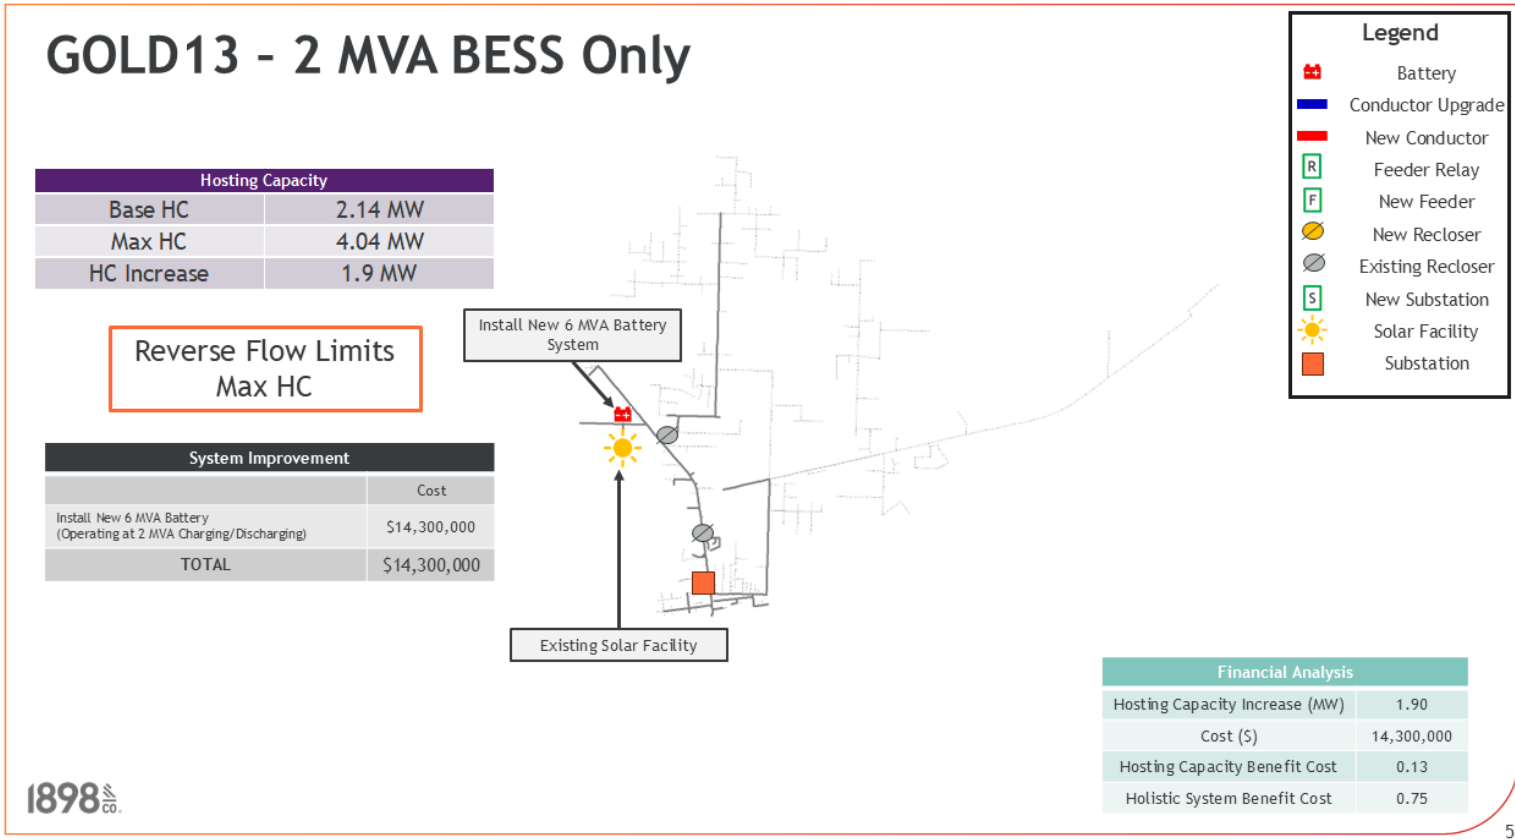 GOLD13 – 2 MVA BESS Only
Hosting Capacity
Base HC 2.14 MW
Max HC 4.04 MW
HC Increase 1.9 MW
Reverse Flow Limits
Max HC
System Improvement
Cost
Install New 6 MVA Battery
(Operating at 2 MVA Charging/Discharging) $14,300,000
TOTAL $14,300,000
Install New 6 MVA Battery
System
Existing Solar Facility
Legend
Battery
Conductor Upgrade
New Conductor
R Feeder Relay
F New Feeder
New Recloser
Existing Recloser
S New Substation
Solar Facility
Substation
Financial Analysis
Hosting Capacity Increase (MW) 1.90
Cost ($) 14,300,000
Hosting Capacity Benefit Cost 0.13
Holistic System Benefit Cost 0.75
1898 & CO.
5